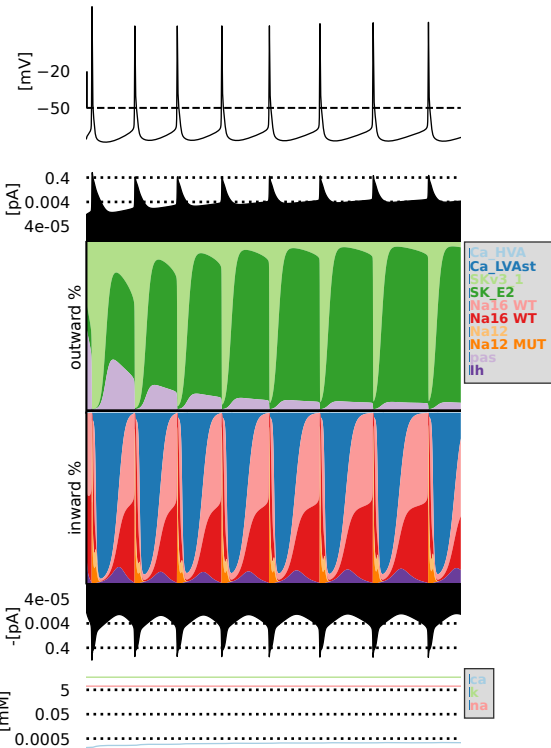 [mV]
−20
−50
[pA]
0.4
0.004
4e-05
outward %
Ca_HVA
Ca_LVAst
SKv3_1
SK_E2
Na16 WT
Na16 WT
Na12
Na12 MUT
pas
Ih
inward %
-[pA]
4e-05
0.004
0.4
[mM]
5
0.05
0.0005
ca
k
na